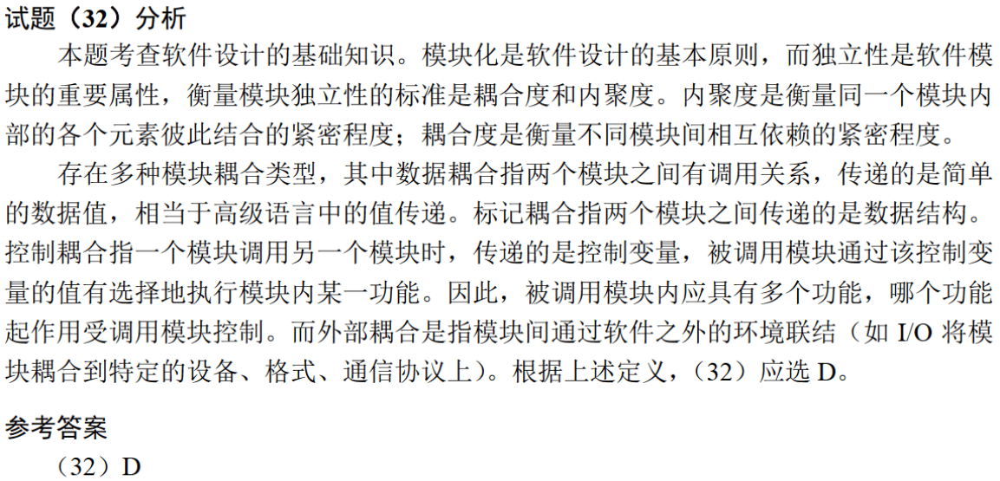 试题（32）分析
本题考查软件设计的基础知识。模块化是软件设计的基本原则，而独立性是软件模
块的重要属性，衡量模块独立性的标准是耦合度和内聚度。内聚度是衡量同一个模块内
部的各个元素彼此结合的紧密程度；耦合度是衡量不同模块间相互依赖的紧密程度。
存在多种模块耦合类型，其中数据耦合指两个模块之间有调用关系，传递的是简单
的数据值，相当于高级语言中的值传递。标记耦合指两个模块之间传递的是数据结构。
控制耦合指一个模块调用另一个模块时，传递的是控制变量，被调用模块通过该控制变
量的值有选择地执行模块内某一功能。因此，被调用模块内应具有多个功能，哪个功能
起作用受调用模块控制。而外部耦合是指模块间通过软件之外的环境联结（如 I/O 将模
块耦合到特定的设备、格式、通信协议上）。根据上述定义，（32）应选 D。
参考答案
（32）D